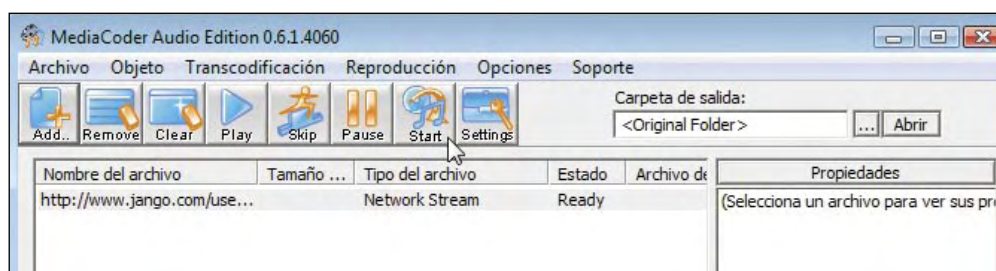 MediaCoder Audio Edition 0.6.1.4060
Archivo Objeto Transcodificación Reproducción Opciones Soporte
Add.. Remove Clear Play Skip Pause Start Settings
Carpeta de salida:
<Original Folder> ... Abrir
Nombre del archivo Tamaño ... Tipo del archivo Estado Archivo de Propiedades
http://www.jango.com/use... Network Stream Ready (Selecciona un archivo para ver sus pro